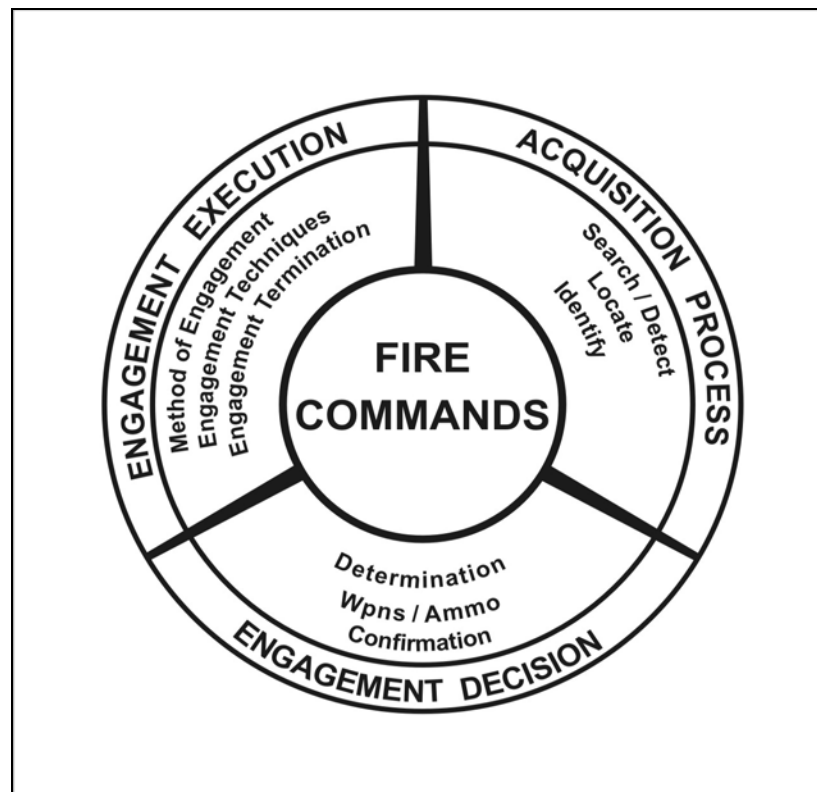 ENGAGEMENT EXECUTION
Method of Engagement
Engagement Techniques
Engagement Termination
ACQUISITION PROCESS
Search / Detect
Locate
Identify
FIRE
COMMANDS
Determination
Wpns / Ammo
Confirmation
ENGAGEMENT DECISION